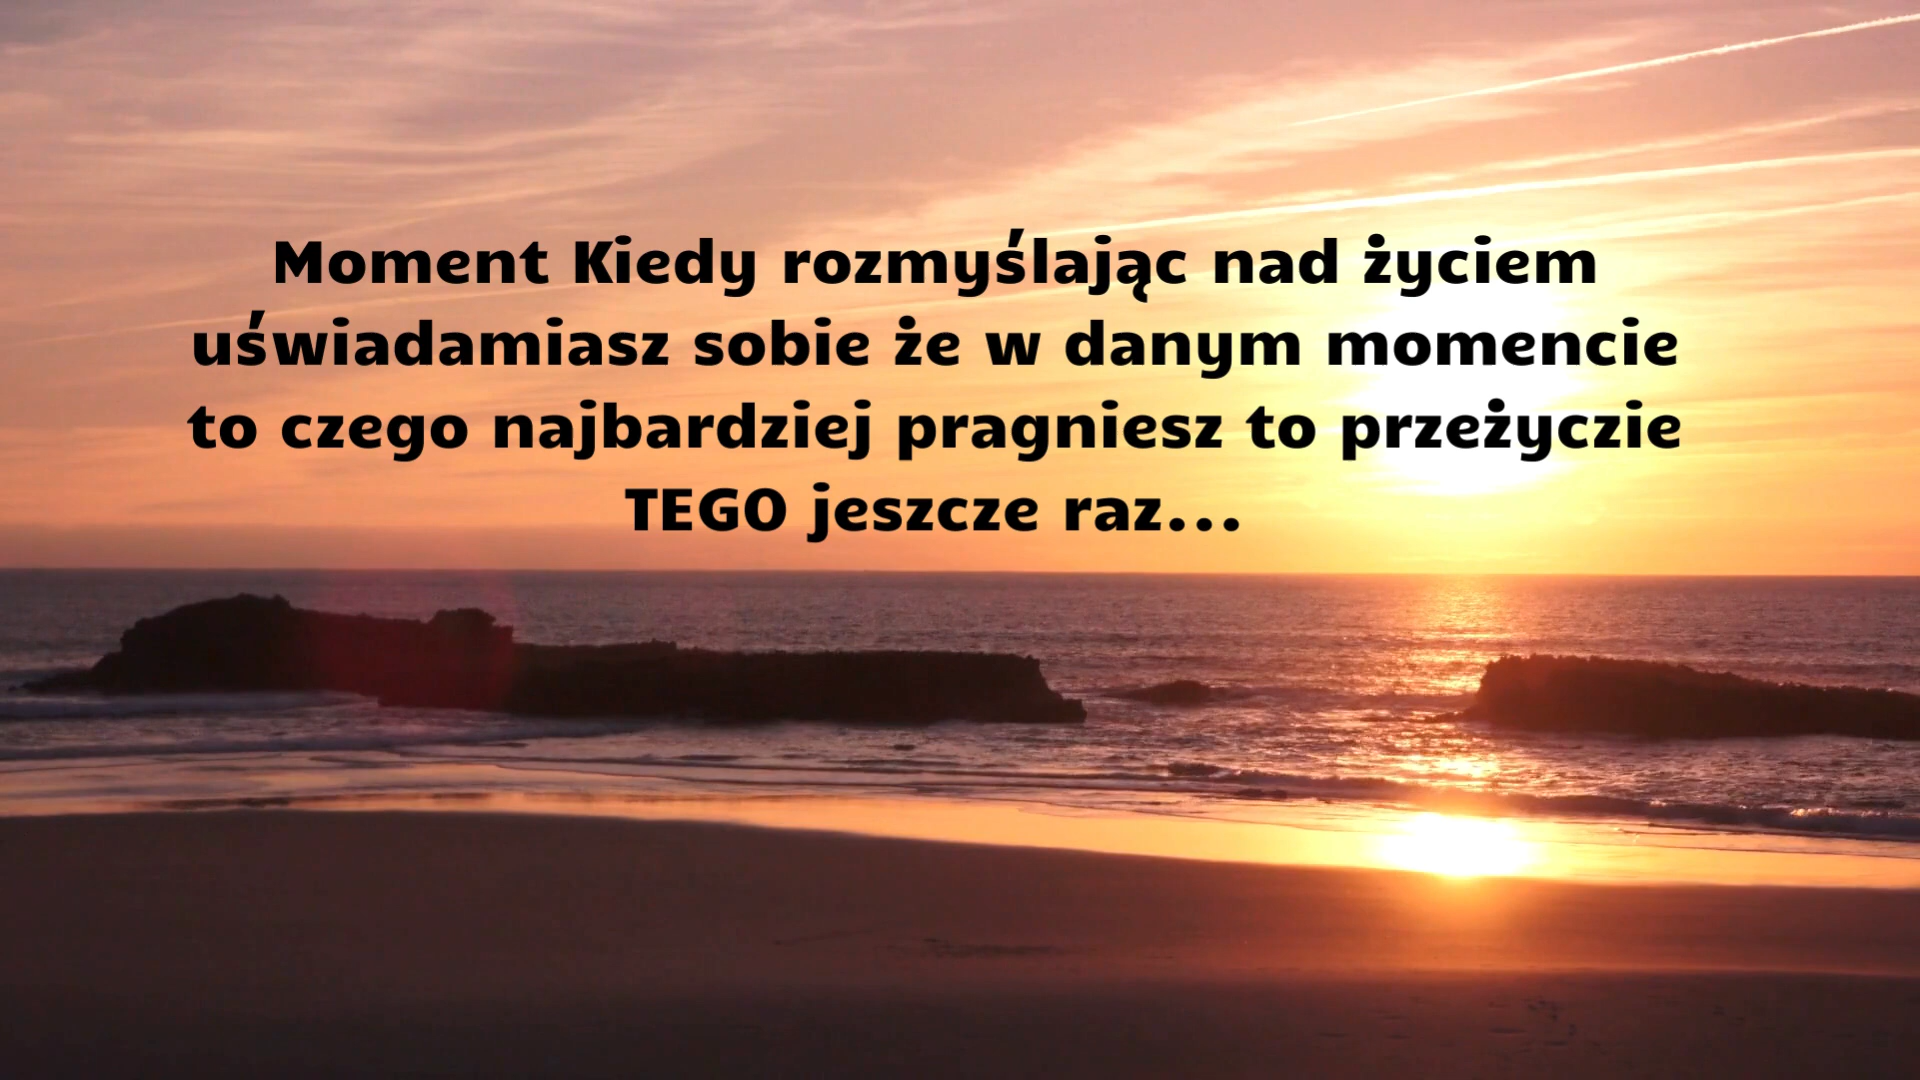 Moment Kiedy rozmyślając nad życiem
uświadamiasz sobie że w danym momencie
to czego najbardziej pragniesz to przeżyczie
TEGO jeszcze raz...